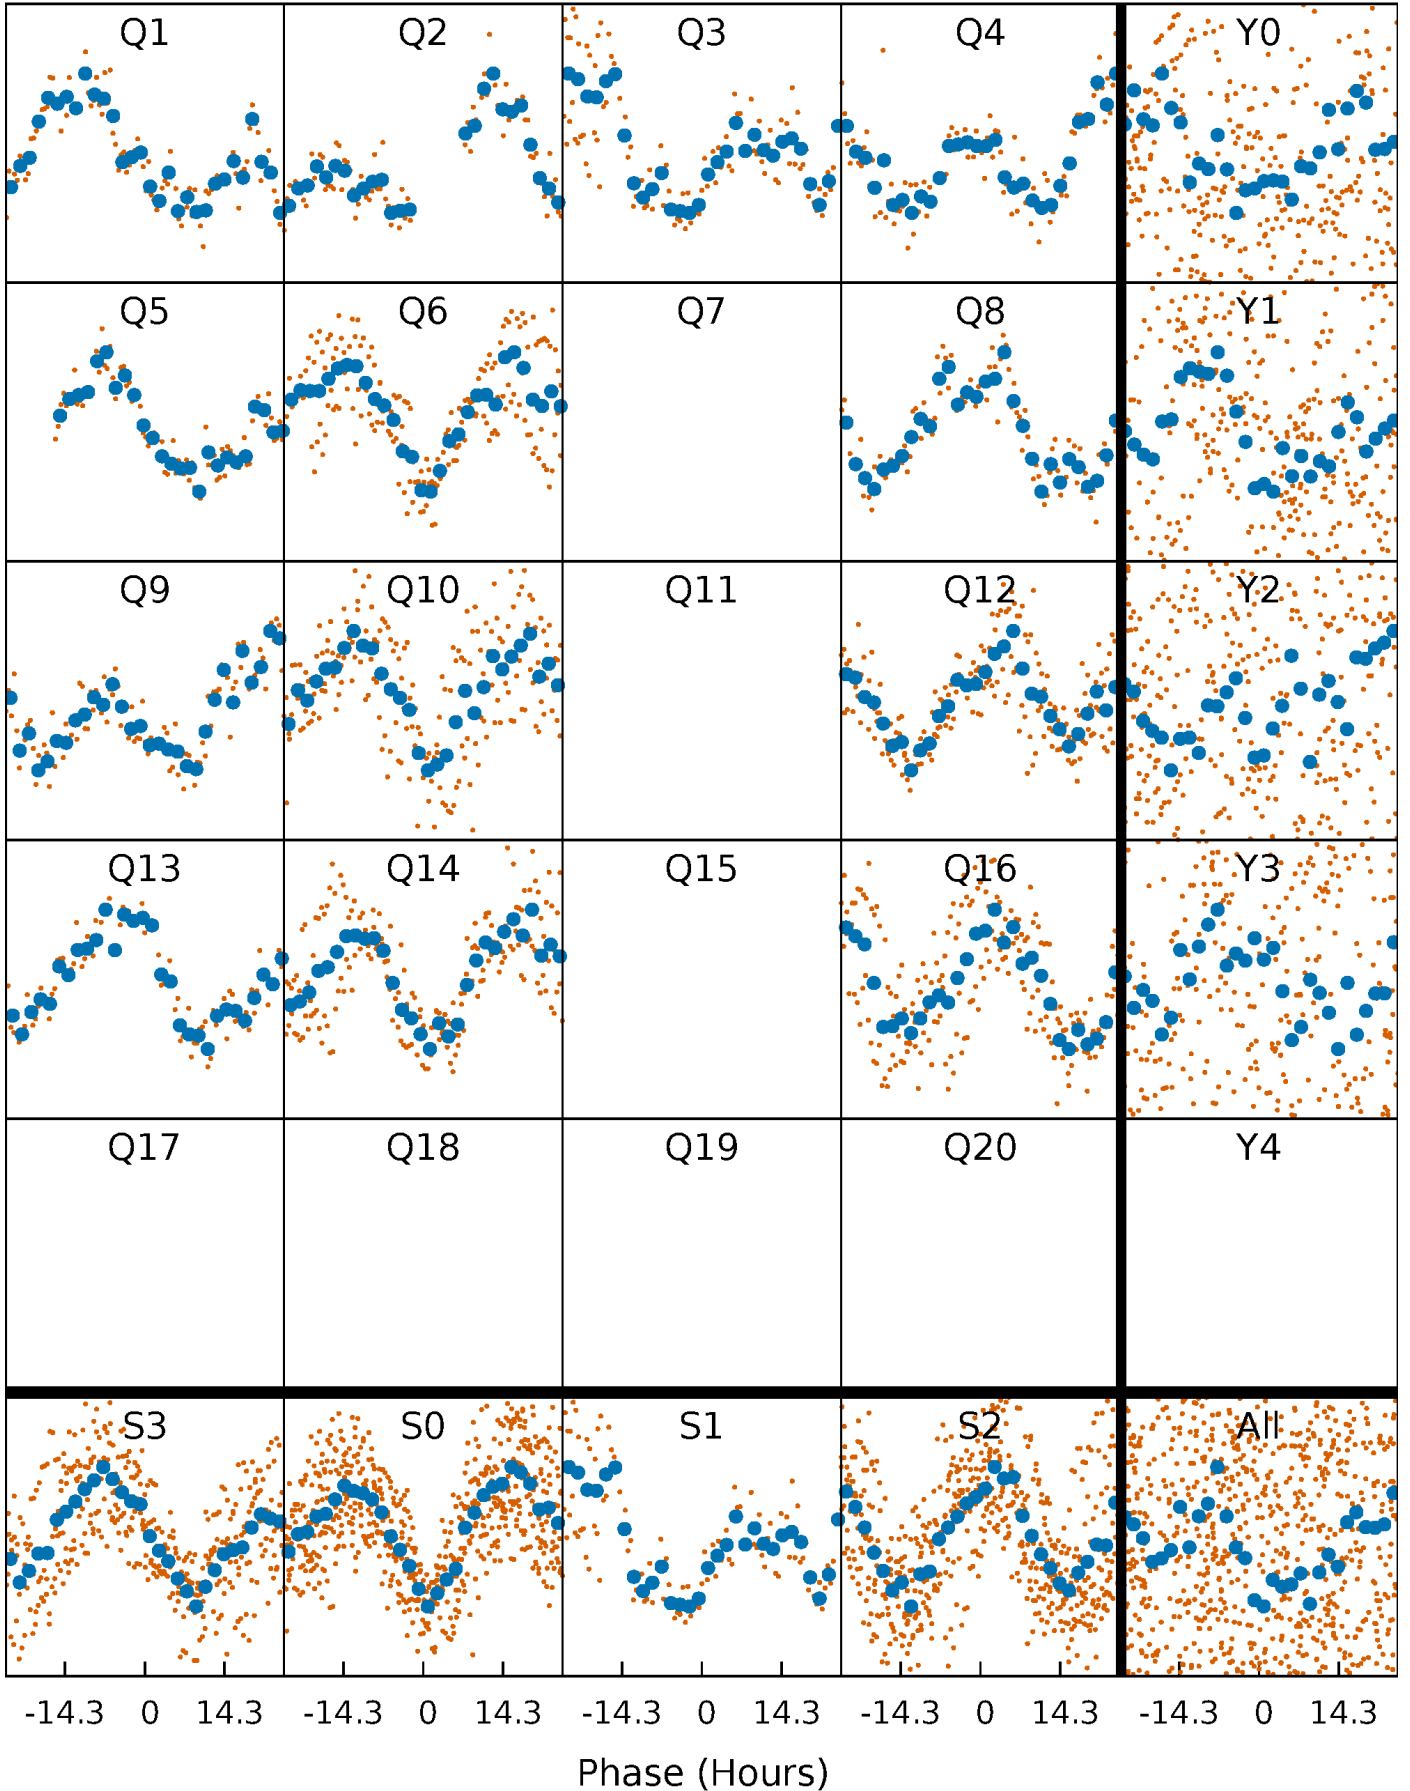 Q1 Q2 Q3 Q4 Y0
Q5 Q6 Q7 Q8 Y1
Q9 Q10 Q11 Q12 Y2
Q13 Q14 Q15 Q16 Y3
Q17 Q18 Q19 Q20 Y4
S3 S0 S1 S2 All
-14.3 0 14.3 -14.3 0 14.3 -14.3 0 14.3 -14.3 0 14.3 -14.3 0 14.3
Phase (Hours)